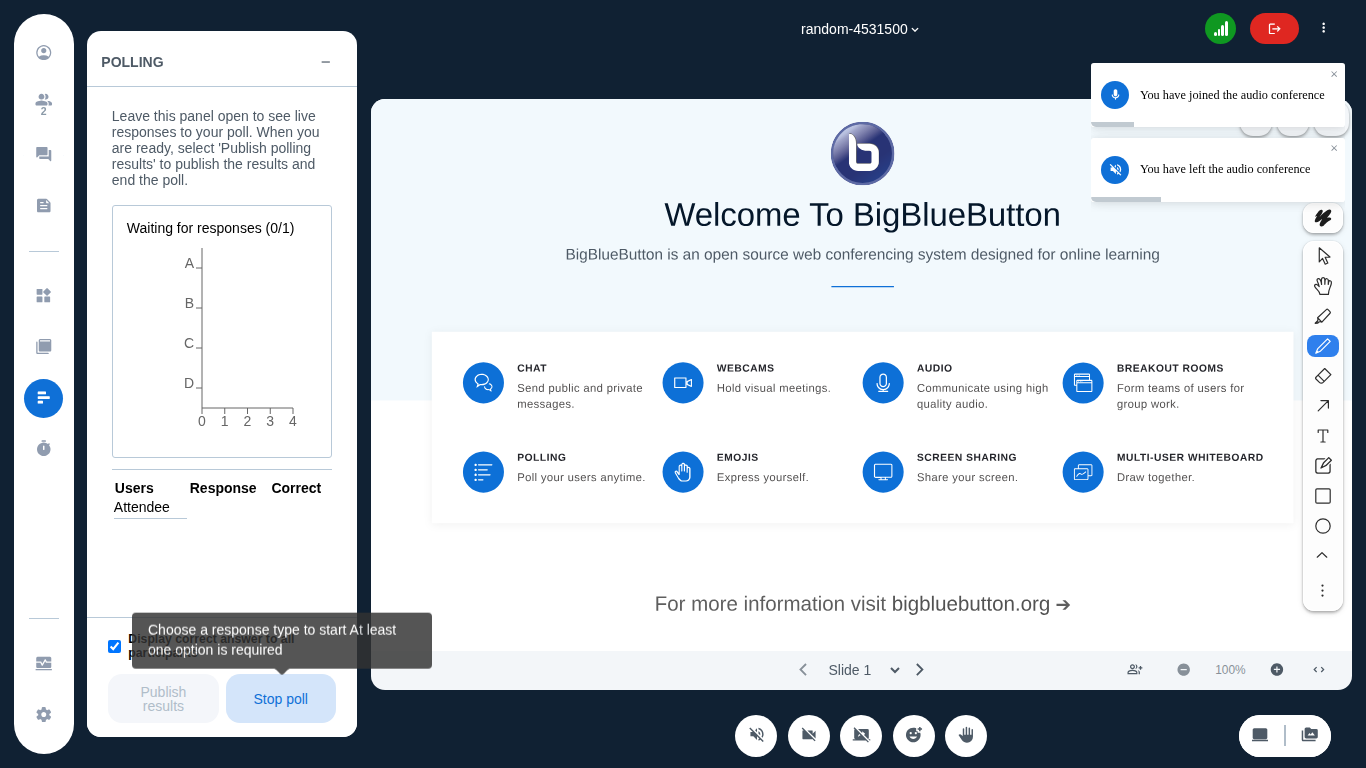 random-4531500
POLLING
2
Leave this panel open to see live
responses to your poll. When you
are ready, select 'Publish polling
results' to publish the results and
end the poll.
Waiting for responses (0/1)
A
B
C
D
0 1 2 3 4
Users Response Correct
Attendee
Display correct answer to all
Choose a response type to start At least
one option is required
Publish
results
Stop poll
You have joined the audio conference
You have left the audio conference
b
Welcome To BigBlueButton
BigBlueButton is an open source web conferencing system designed for online learning
CHAT
Send public and private
messages.
WEBCAMS
Hold visual meetings.
AUDIO
Communicate using high
quality audio.
BREAKOUT ROOMS
Form teams of users for
group work.
POLLING
Poll your users anytime.
EMOJIS
Express yourself.
SCREEN SHARING
Share your screen.
MULTI-USER WHITEBOARD
Draw together.
For more information visit bigbluebutton.org →
Slide 1
100%